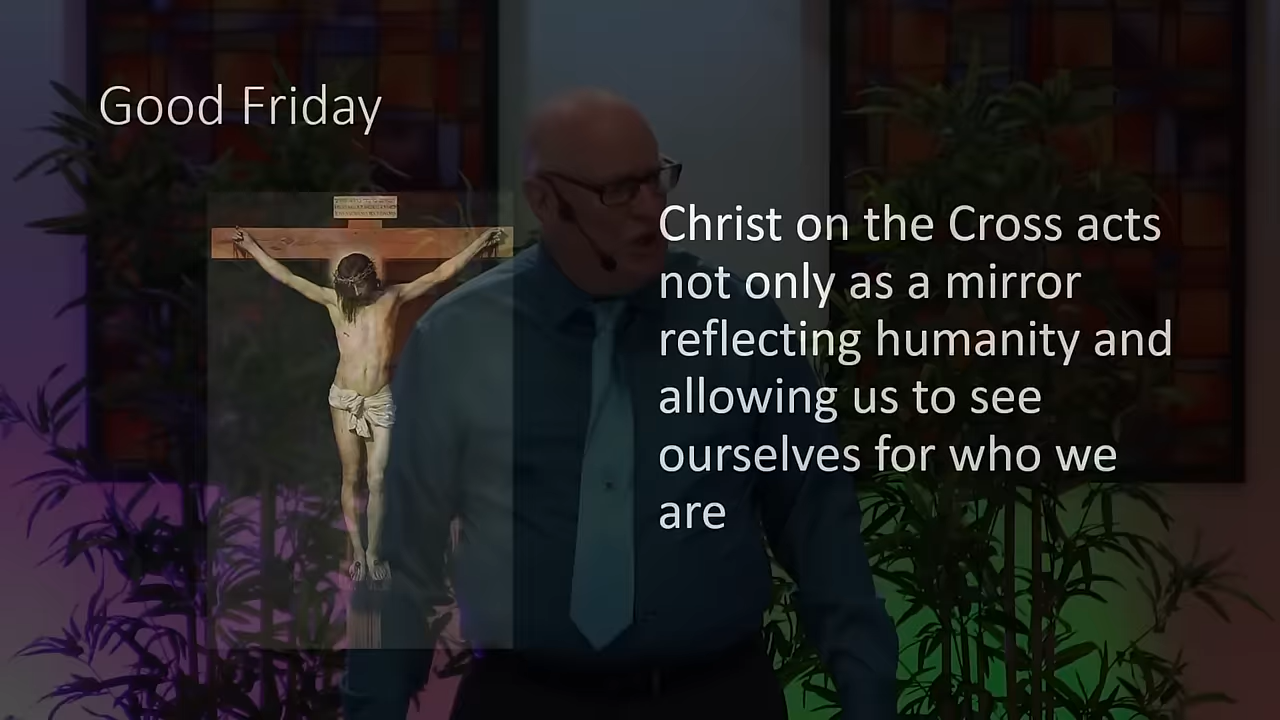 Good Friday
Christ on the Cross acts
not only as a mirror
reflecting humanity and
allowing us to see
ourselves for who we
are